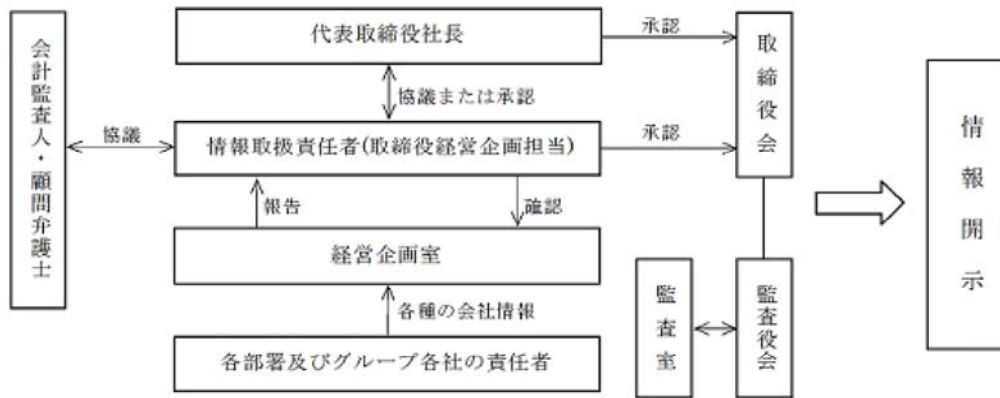 会計監査人・顧問弁護士
協議
代表取締役社長
協議または承認
情報取扱責任者(取締役経営企画担当)
報告
確認
経営企画室
各種の会社情報
各部署及びグループ各社の責任者
承認
承認
取締役会
監査室
監査役会
情報開示